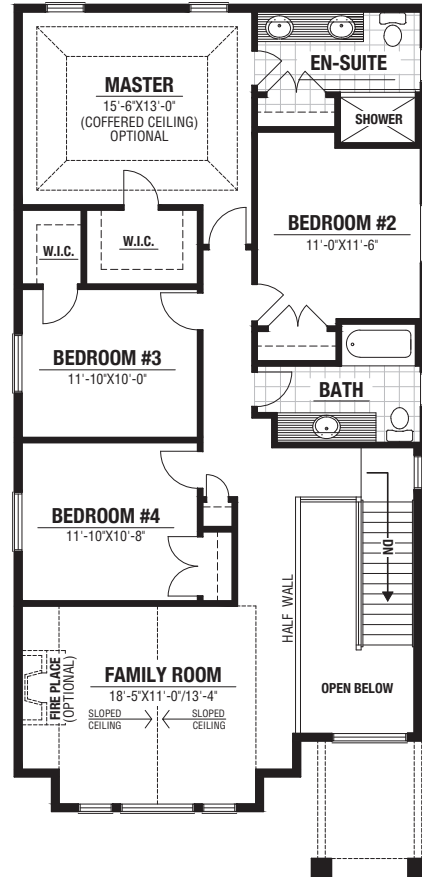 MASTER
15'-6"X13'-0"
(COFFERED CEILING)
OPTIONAL
EN-SUITE
SHOWER
BEDROOM #2
11'-0"X11'-6"
W.I.C.
W.I.C.
BEDROOM #3
11'-10"X10'-0"
BATH
BEDROOM #4
11'-10"X10'-8"
DN
HALF WALL
FAMILY ROOM
18'-5"X11'-0"/13'-4"
SLOPED
CEILING
SLOPED
CEILING
FIRE PLACE
(OPTIONAL)
OPEN BELOW